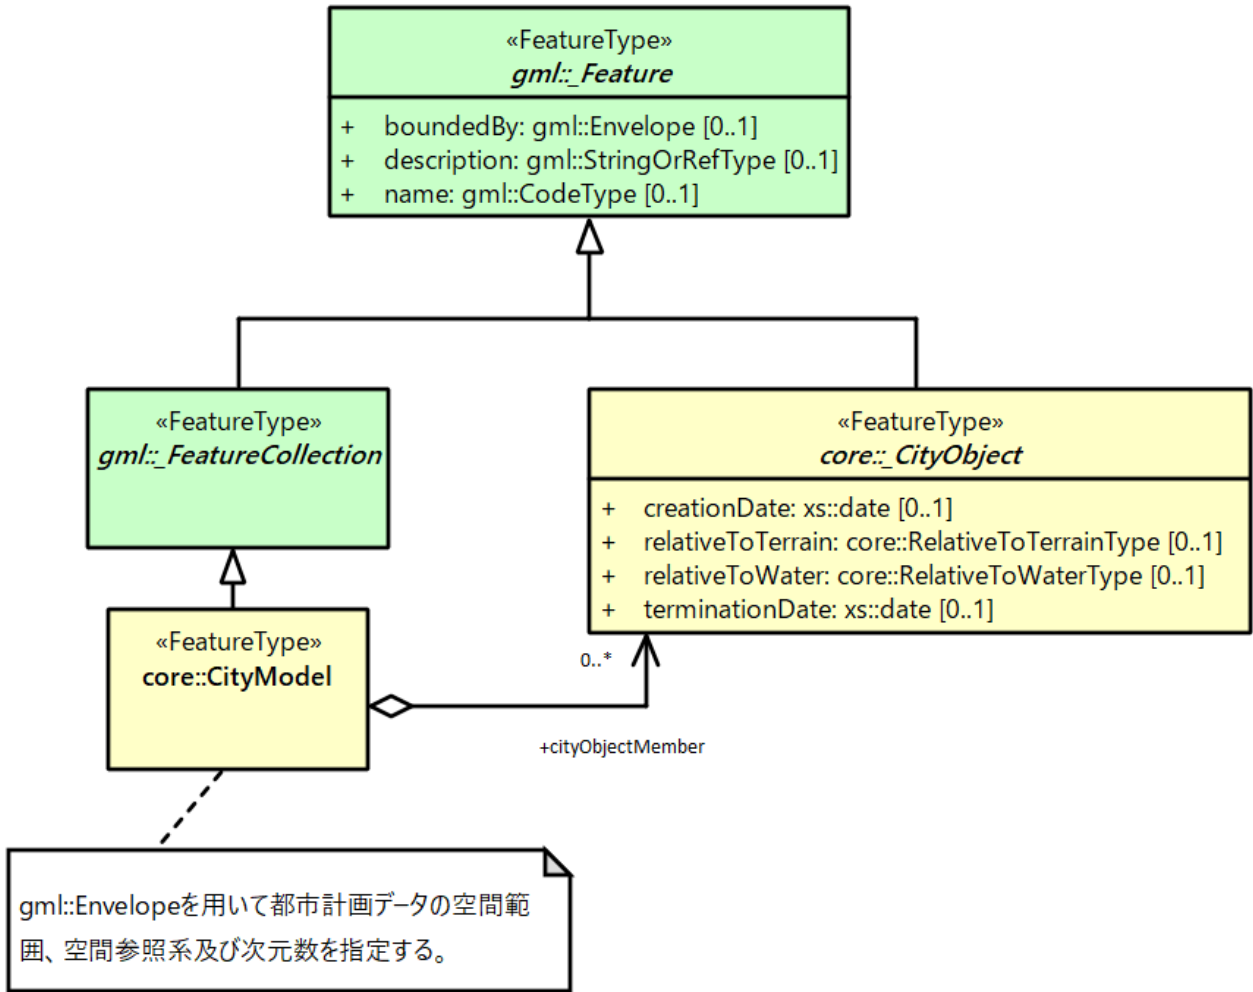 «FeatureType»
gml::_Feature
+ boundedBy: gml::Envelope [0..1]
+ description: gml::StringOrRefType [0..1]
+ name: gml::CodeType [0..1]
«FeatureType»
gml::_FeatureCollection
«FeatureType»
core::_CityObject
+ creationDate: xs::date [0..1]
+ relativeToTerrain: core::RelativeToTerrainType [0..1]
+ relativeToWater: core::RelativeToWaterType [0..1]
+ terminationDate: xs::date [0..1]
«FeatureType»
core::CityModel
0..*
+cityObjectMember
gml::Envelopeを用いて都市計画データの空間範
囲、空間参照系及び次元数を指定する。